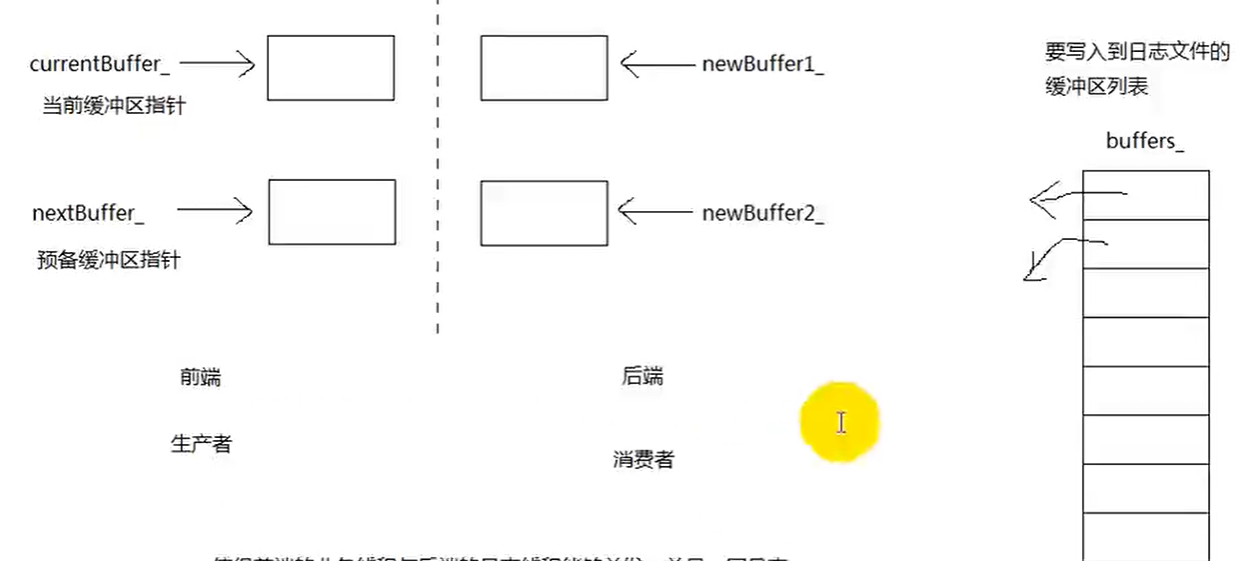 currentBuffer_
当前缓冲区指针
newBuffer1_
要写入到日志文件的
缓冲区列表
buffers_
nextBuffer_
预备缓冲区指针
newBuffer2_
前端
后端
生产者
消费者